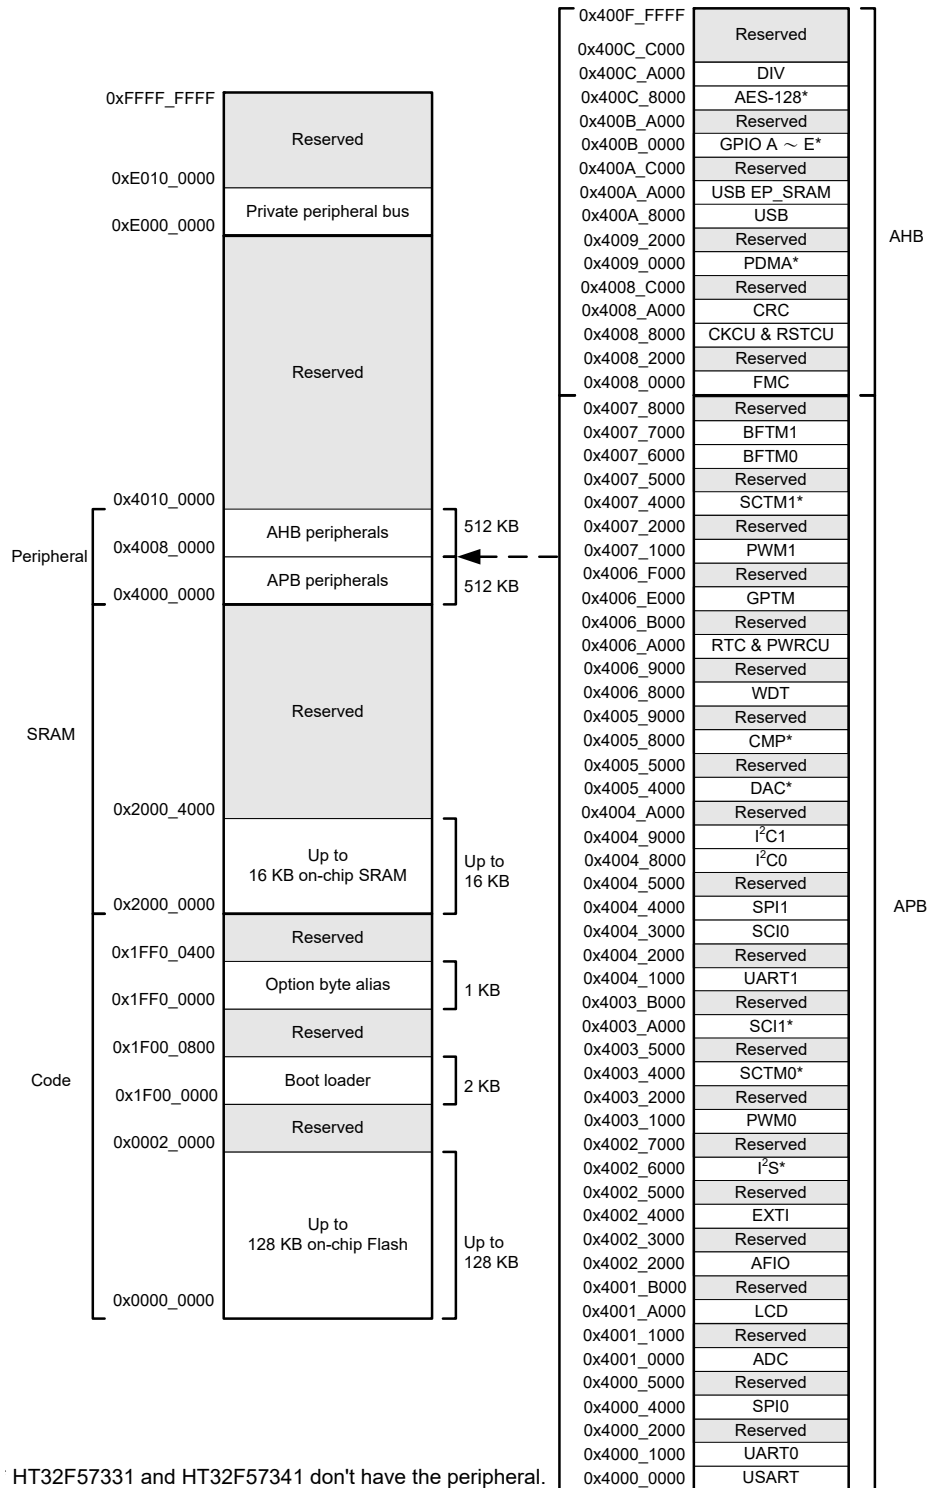 0xFFFF_FFFF
Reserved
0xE010_0000
Private peripheral bus
0xE000_0000
Reserved
0x4010_0000
AHB peripherals
512 KB
Peripheral
0x4008_0000
APB peripherals
512 KB
0x4000_0000
Reserved
SRAM
0x2000_4000
Up to
16 KB on-chip SRAM
Up to
16 KB
0x2000_0000
Reserved
0x1FF0_0400
Option byte alias
1 KB
0x1FF0_0000
Reserved
0x1F00_0800
Code
Boot loader
2 KB
0x1F00_0000
Reserved
0x0002_0000
Up to
128 KB on-chip Flash
Up to
128 KB
0x0000_0000
0x400F_FFFF
Reserved
0x400C_C000
0x400C_A000 DIV
0x400C_8000 AES-128*
0x400B_A000 Reserved
0x400B_0000 GPIO A ~ E*
0x400A_C000 Reserved
0x400A_A000 USB EP_SRAM
0x400A_8000 USB
0x4009_2000 Reserved
AHB
0x4009_0000 PDMA*
0x4008_C000 Reserved
0x4008_A000 CRC
0x4008_8000 CKCU & RSTCU
0x4008_2000 Reserved
0x4008_0000 FMC
0x4007_8000 Reserved
0x4007_7000 BFTM1
0x4007_6000 BFTM0
0x4007_5000 Reserved
0x4007_4000 SCTM1*
0x4007_2000 Reserved
0x4007_1000 PWM1
0x4006_F000 Reserved
0x4006_E000 GPTM
0x4006_B000 Reserved
0x4006_A000 RTC & PWRCU
0x4006_9000 Reserved
0x4006_8000 WDT
0x4005_9000 Reserved
0x4005_8000 CMP*
0x4005_5000 Reserved
0x4005_4000 DAC*
0x4004_A000 Reserved
0x4004_9000 I²C1
0x4004_8000 I²C0
0x4004_5000 Reserved
0x4004_4000 SPI1
APB
0x4004_3000 SCI0
0x4004_2000 Reserved
0x4004_1000 UART1
0x4003_B000 Reserved
0x4003_A000 SCI1*
0x4003_5000 Reserved
0x4003_4000 SCTM0*
0x4003_2000 Reserved
0x4003_1000 PWM0
0x4002_7000 Reserved
0x4002_6000 I²S*
0x4002_5000 Reserved
0x4002_4000 EXTI
0x4002_3000 Reserved
0x4002_2000 AFIO
0x4001_B000 Reserved
0x4001_A000 LCD
0x4001_1000 Reserved
0x4001_0000 ADC
0x4000_5000 Reserved
0x4000_4000 SPI0
0x4000_2000 Reserved
0x4000_1000 UART0
0x4000_0000 USART
HT32F57331 and HT32F57341 don't have the peripheral.